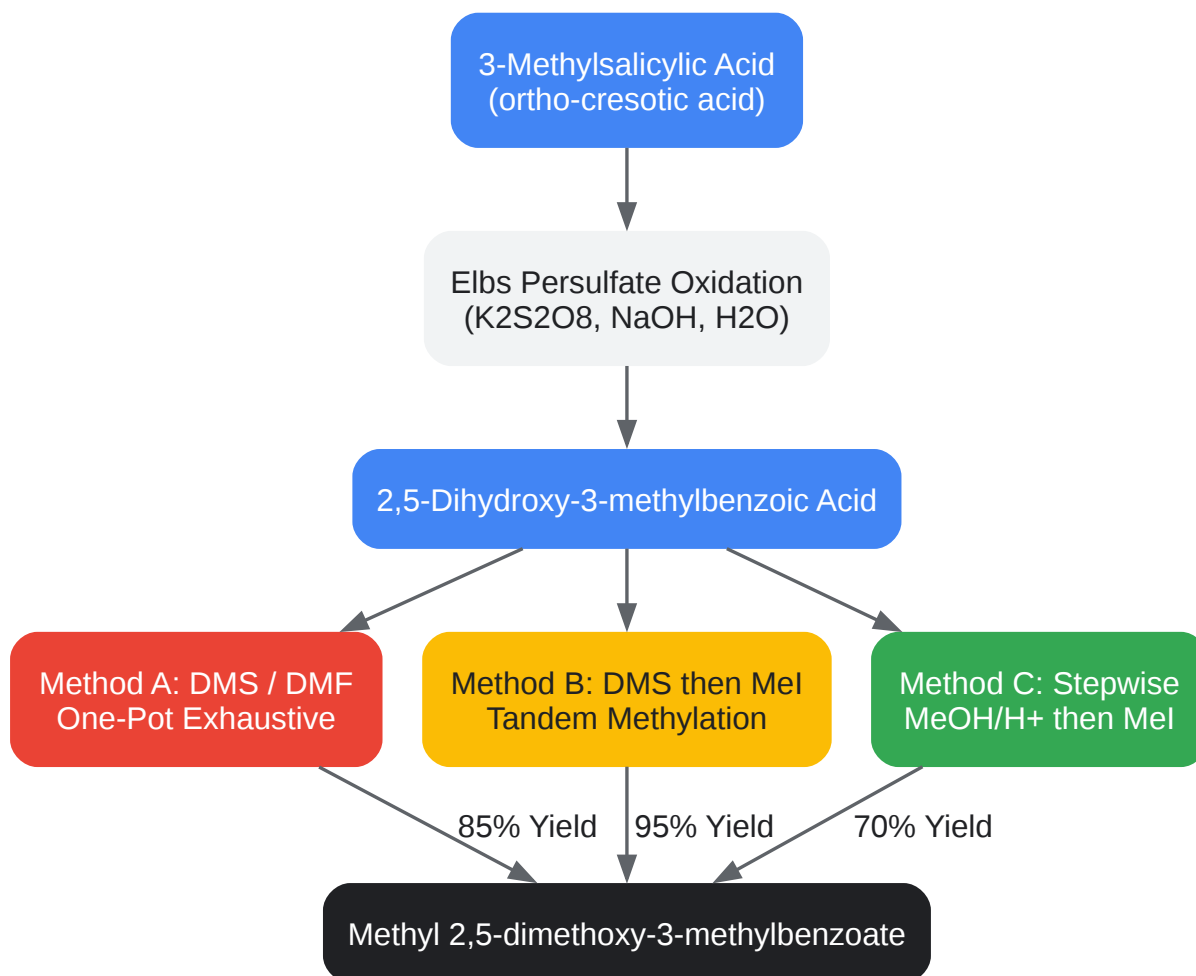 3-Methylsalicylic Acid
(ortho-cresotic acid)
Elbs Persulfate Oxidation
(K2S2O8, NaOH, H2O)
2,5-Dihydroxy-3-methylbenzoic Acid
Method A: DMS / DMF
One-Pot Exhaustive
Method B: DMS then MeI
Tandem Methylation
Method C: Stepwise
MeOH/H+ then MeI
85% Yield
95% Yield
70% Yield
Methyl 2,5-dimethoxy-3-methylbenzoate